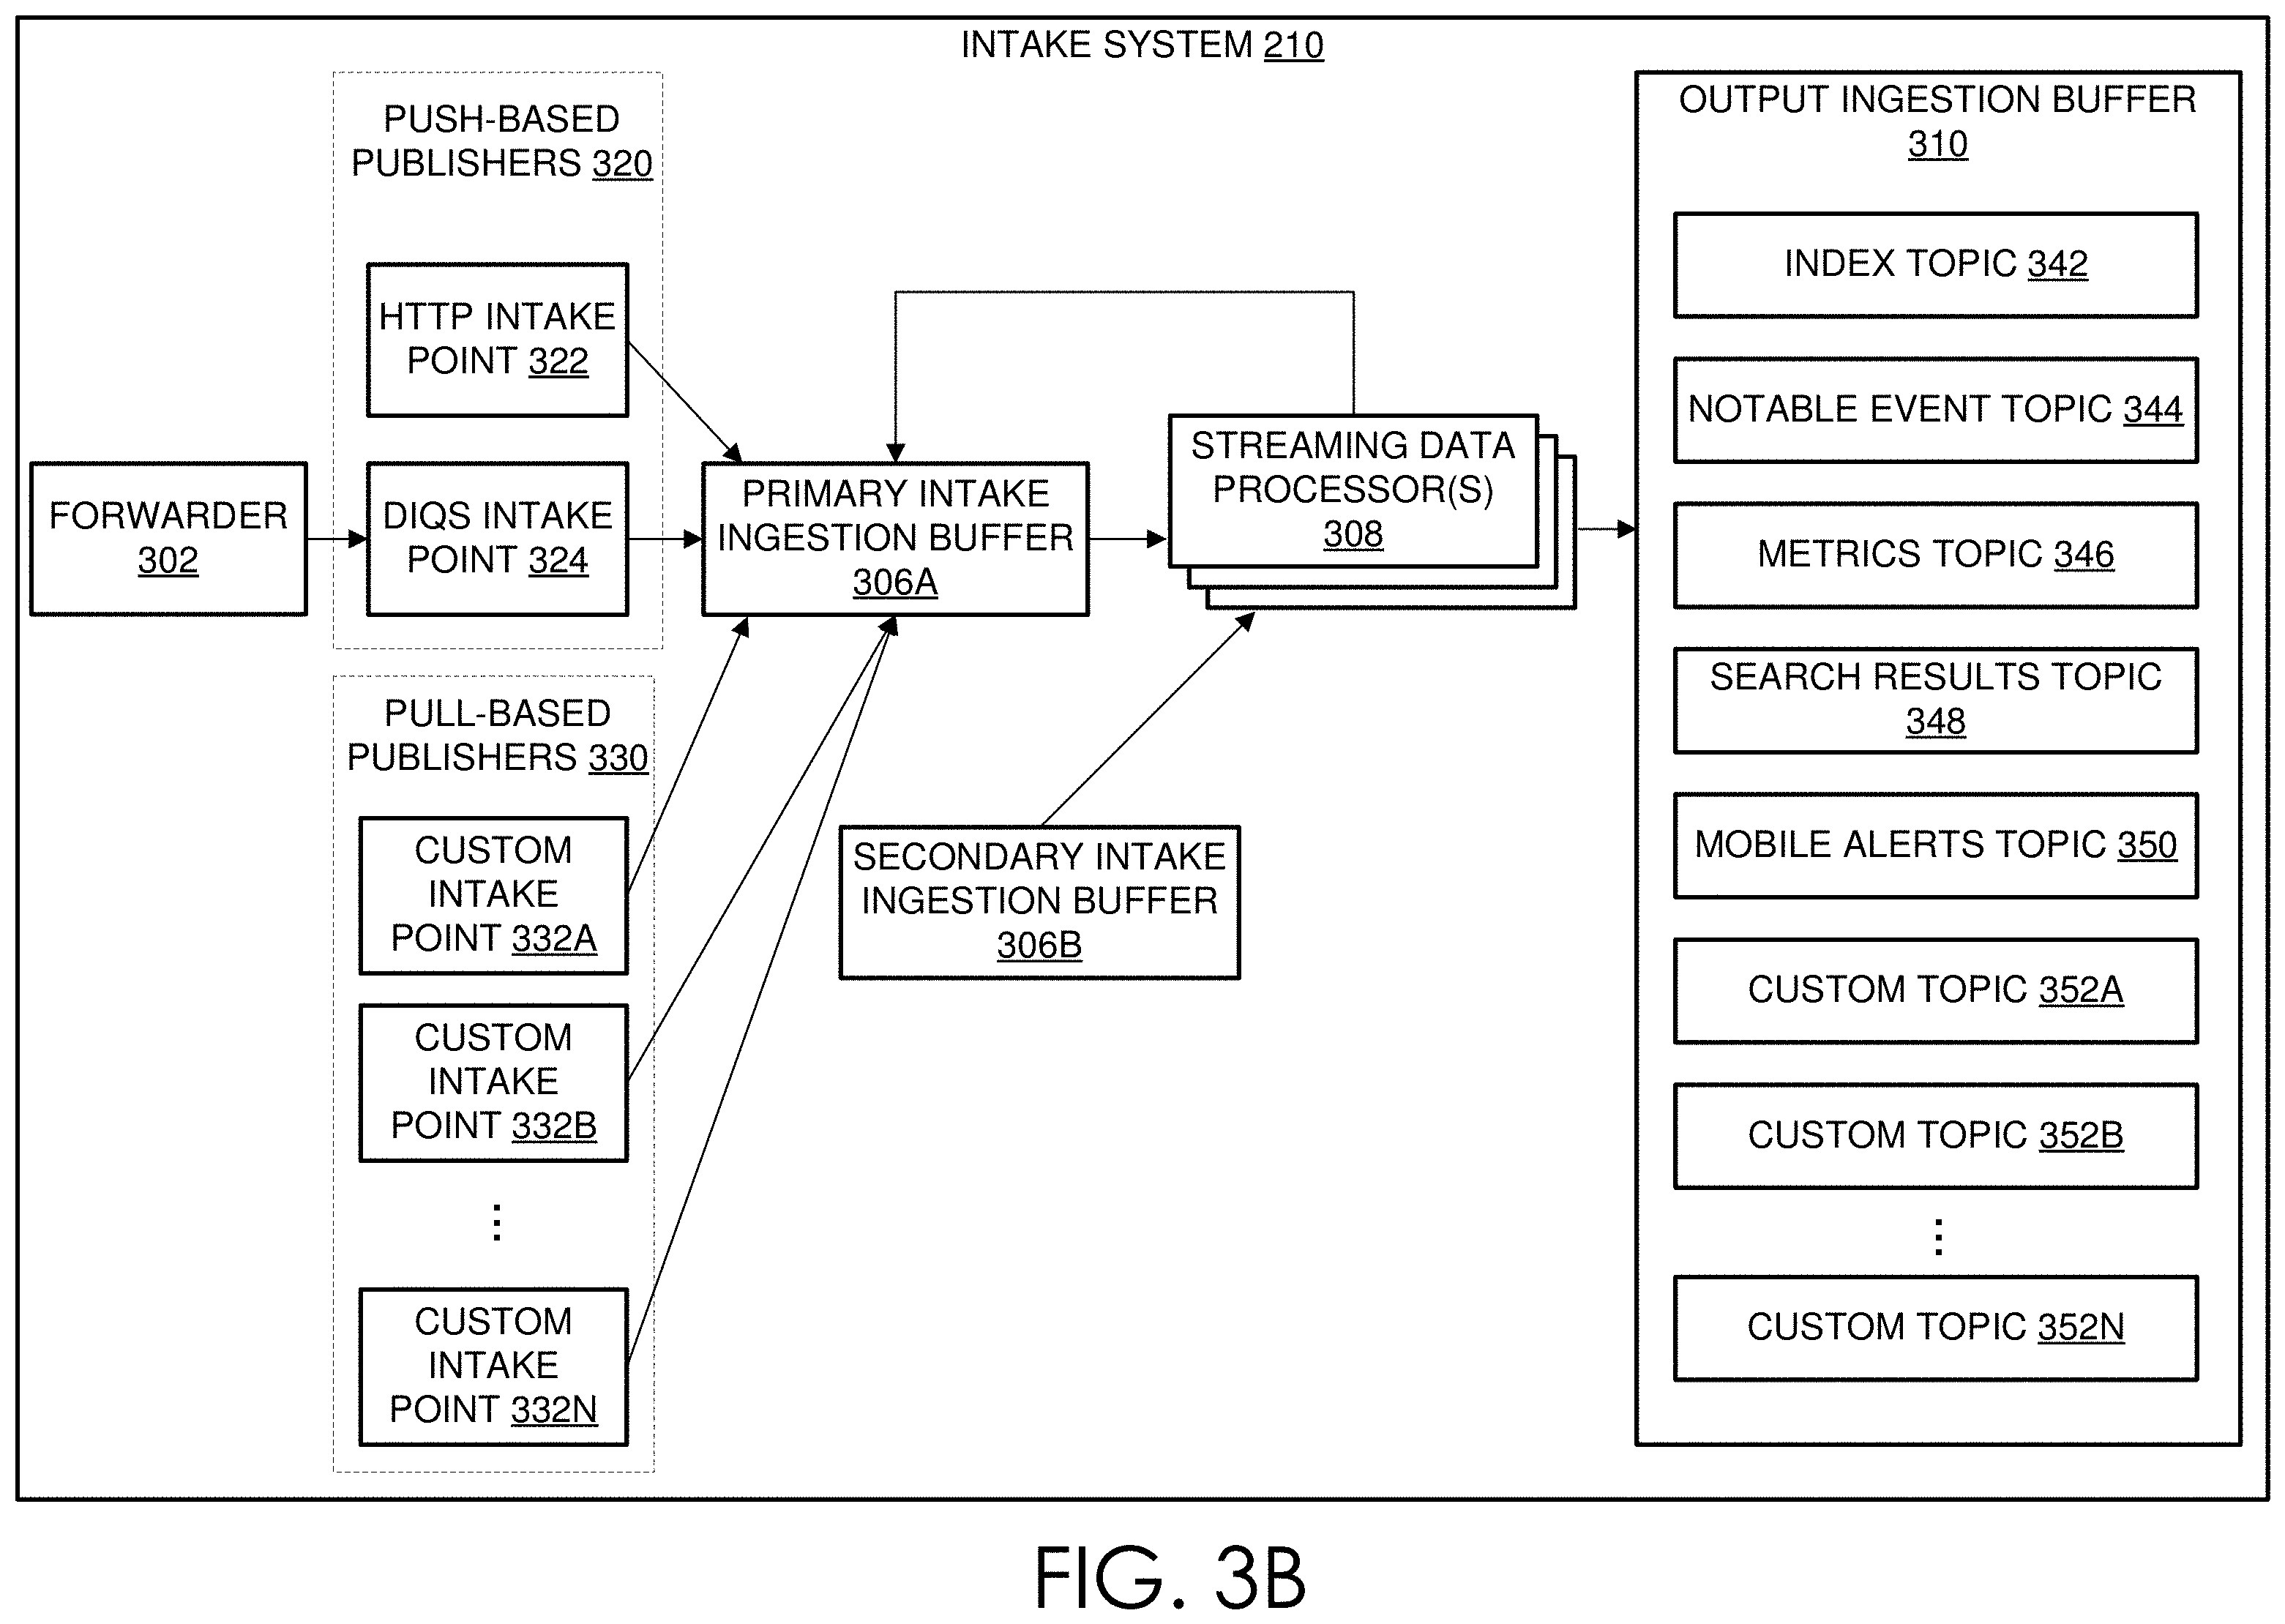 INTAKE SYSTEM 210
PUSH-BASED
PUBLISHERS 320
HTTP INTAKE
POINT 322
FORWARDER
302
DIQS INTAKE
POINT 324
PULL-BASED
PUBLISHERS 330
CUSTOM
INTAKE
POINT 332A
CUSTOM
INTAKE
POINT 332B
⋮
CUSTOM
INTAKE
POINT 332N
PRIMARY INTAKE
INGESTION BUFFER
306A
STREAMING DATA
PROCESSOR(S)
308
SECONDARY INTAKE
INGESTION BUFFER
306B
OUTPUT INGESTION BUFFER
310
INDEX TOPIC 342
NOTABLE EVENT TOPIC 344
METRICS TOPIC 346
SEARCH RESULTS TOPIC
348
MOBILE ALERTS TOPIC 350
CUSTOM TOPIC 352A
CUSTOM TOPIC 352B
⋮
CUSTOM TOPIC 352N
FIG. 3B